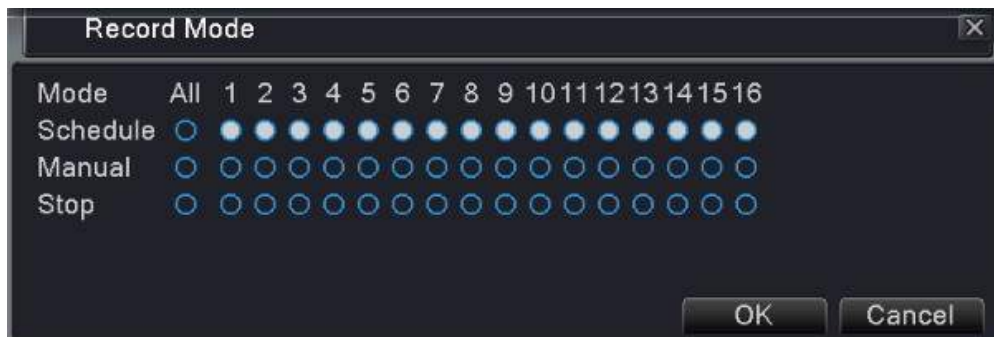 Record Mode
Mode All 1 2 3 4 5 6 7 8 9 10 11 12 13 14 15 16
Schedule
Manual
Stop
OK Cancel